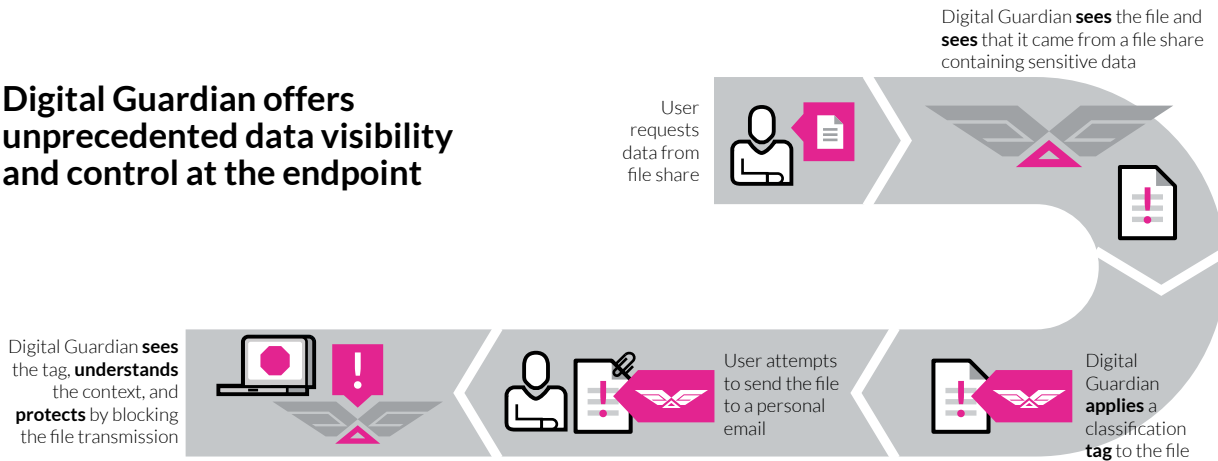 Digital Guardian offers
unprecedented data visibility
and control at the endpoint
User
requests
data from
file share
Digital Guardian sees the file and
sees that it came from a file share
containing sensitive data
Digital
Guardian
applies a
classification
tag to the file
User attempts
to send the file
to a personal
email
Digital Guardian sees
the tag, understands
the context, and
protects by blocking
the file transmission